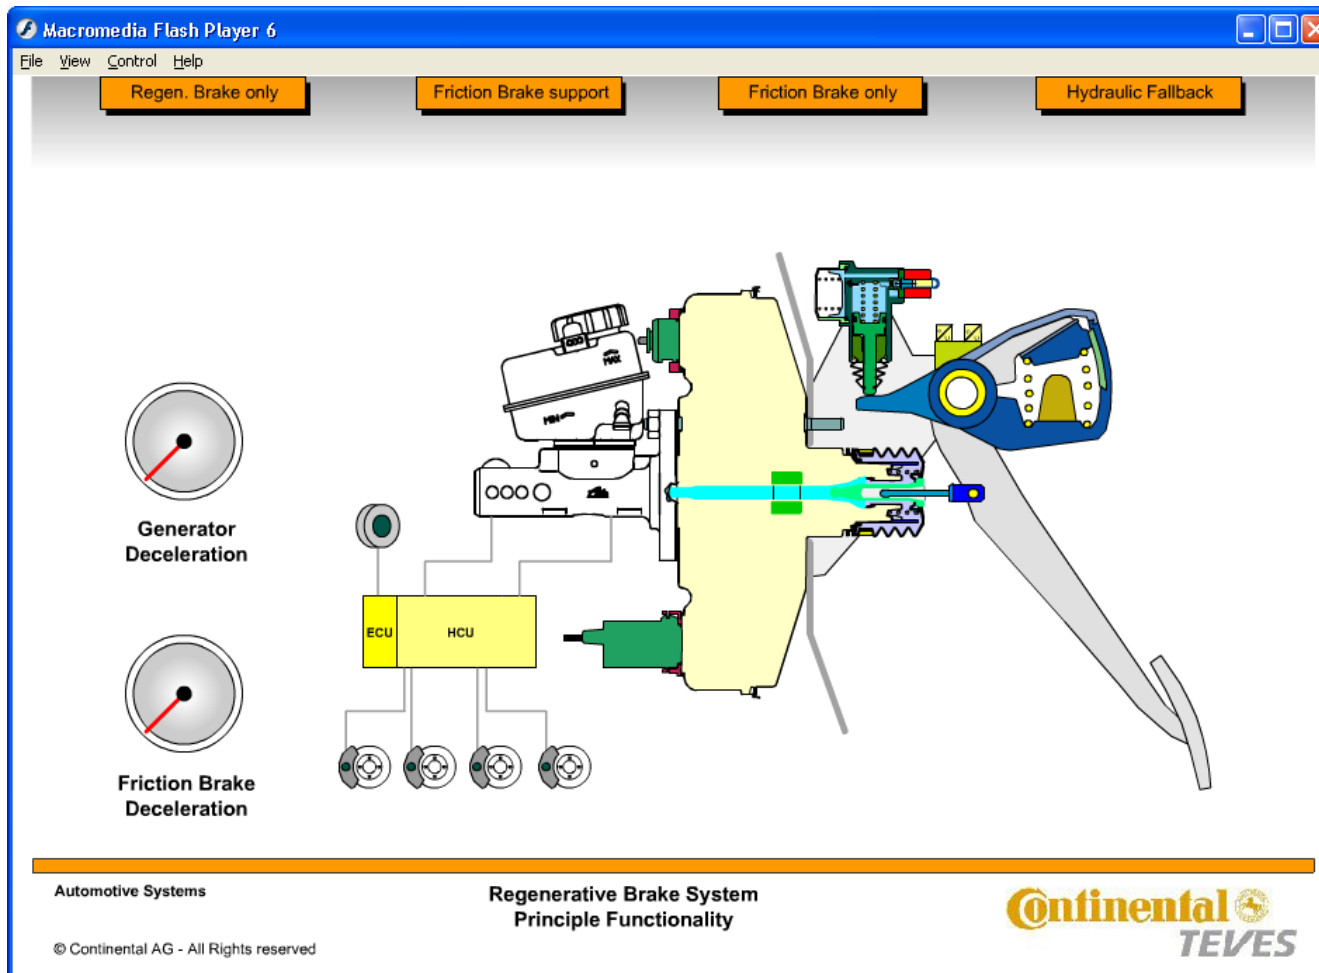 Macromedia Flash Player 6
File View Control Help
Regen. Brake only
Friction Brake support
Friction Brake only
Hydraulic Fallback
MAX
MIN
Generator
Deceleration
ECU
HCU
Friction Brake
Deceleration
Automotive Systems
Regenerative Brake System
Principle Functionality
© Continental AG - All Rights reserved
Continental
TEVES